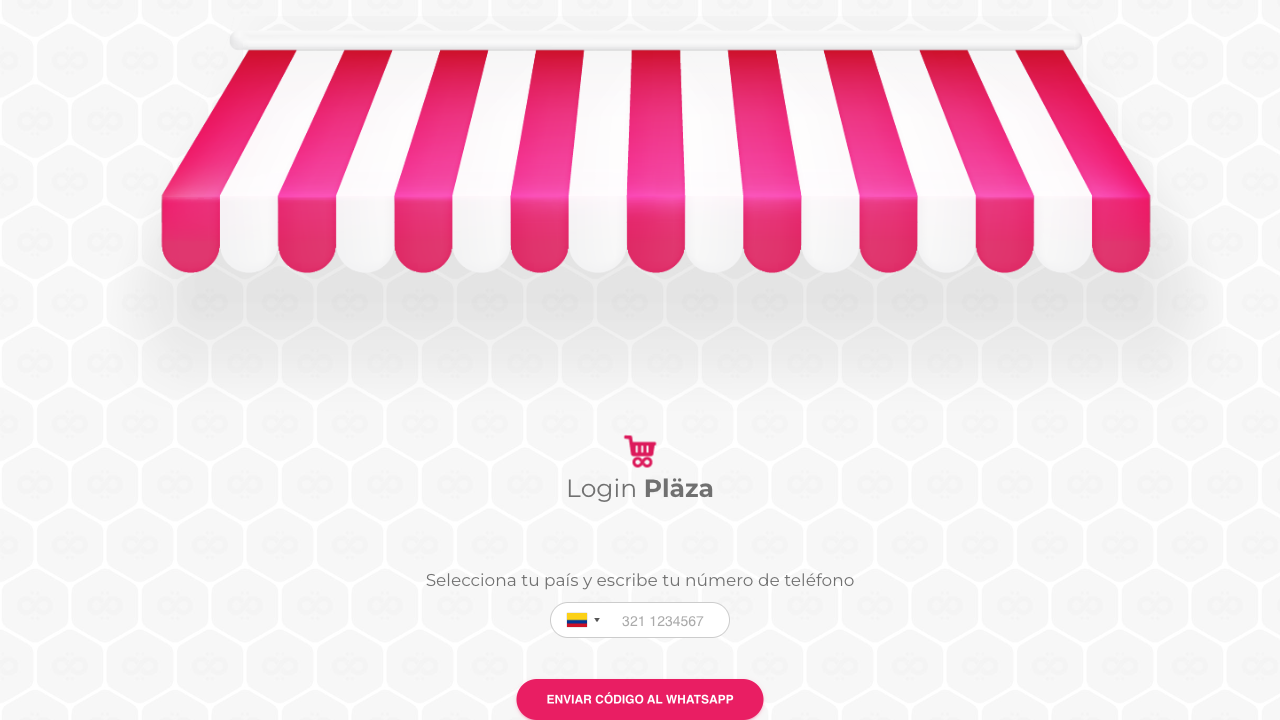 Login Pläza
Selecciona tu país y escribe tu número de teléfono
321 1234567
ENVIAR CÓDIGO AL WHATSAPP